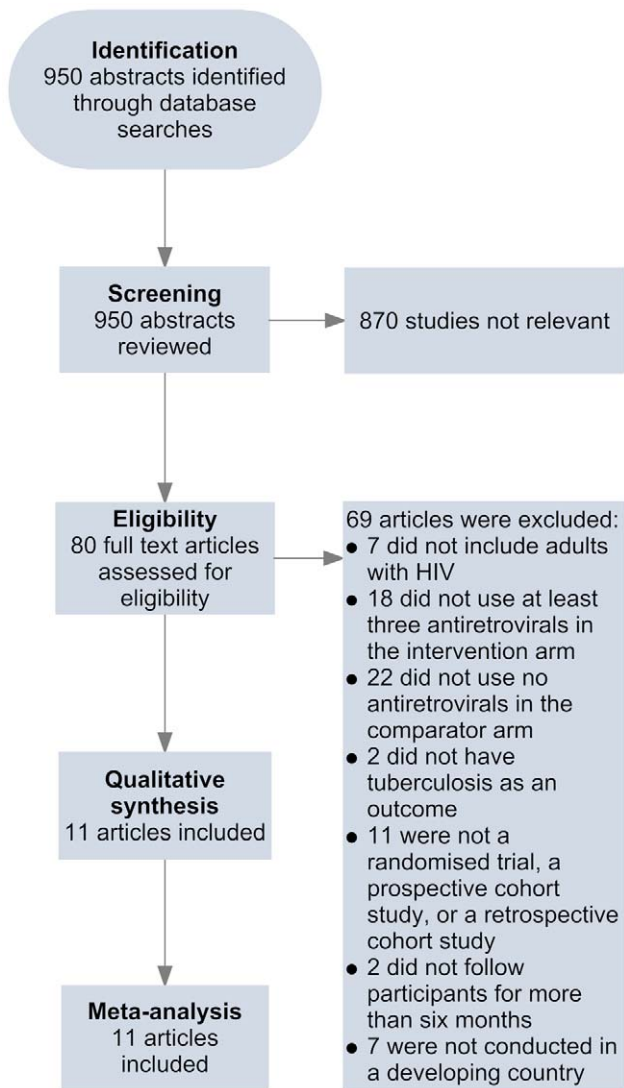 Identification
950 abstracts identified
through database
searches
Screening
950 abstracts
reviewed
870 studies not relevant
Eligibility
80 full text articles
assessed for
eligibility
69 articles were excluded:
● 7 did not include adults
with HIV
● 18 did not use at least
three antiretrovirals in
the intervention arm
● 22 did not use no
antiretrovirals in the
comparator arm
● 2 did not have
tuberculosis as an
outcome
● 11 were not a
randomised trial, a
prospective cohort
study, or a retrospective
cohort study
● 2 did not follow
participants for more
than six months
● 7 were not conducted in
a developing country
Qualitative
synthesis
11 articles included
Meta-analysis
11 articles
included